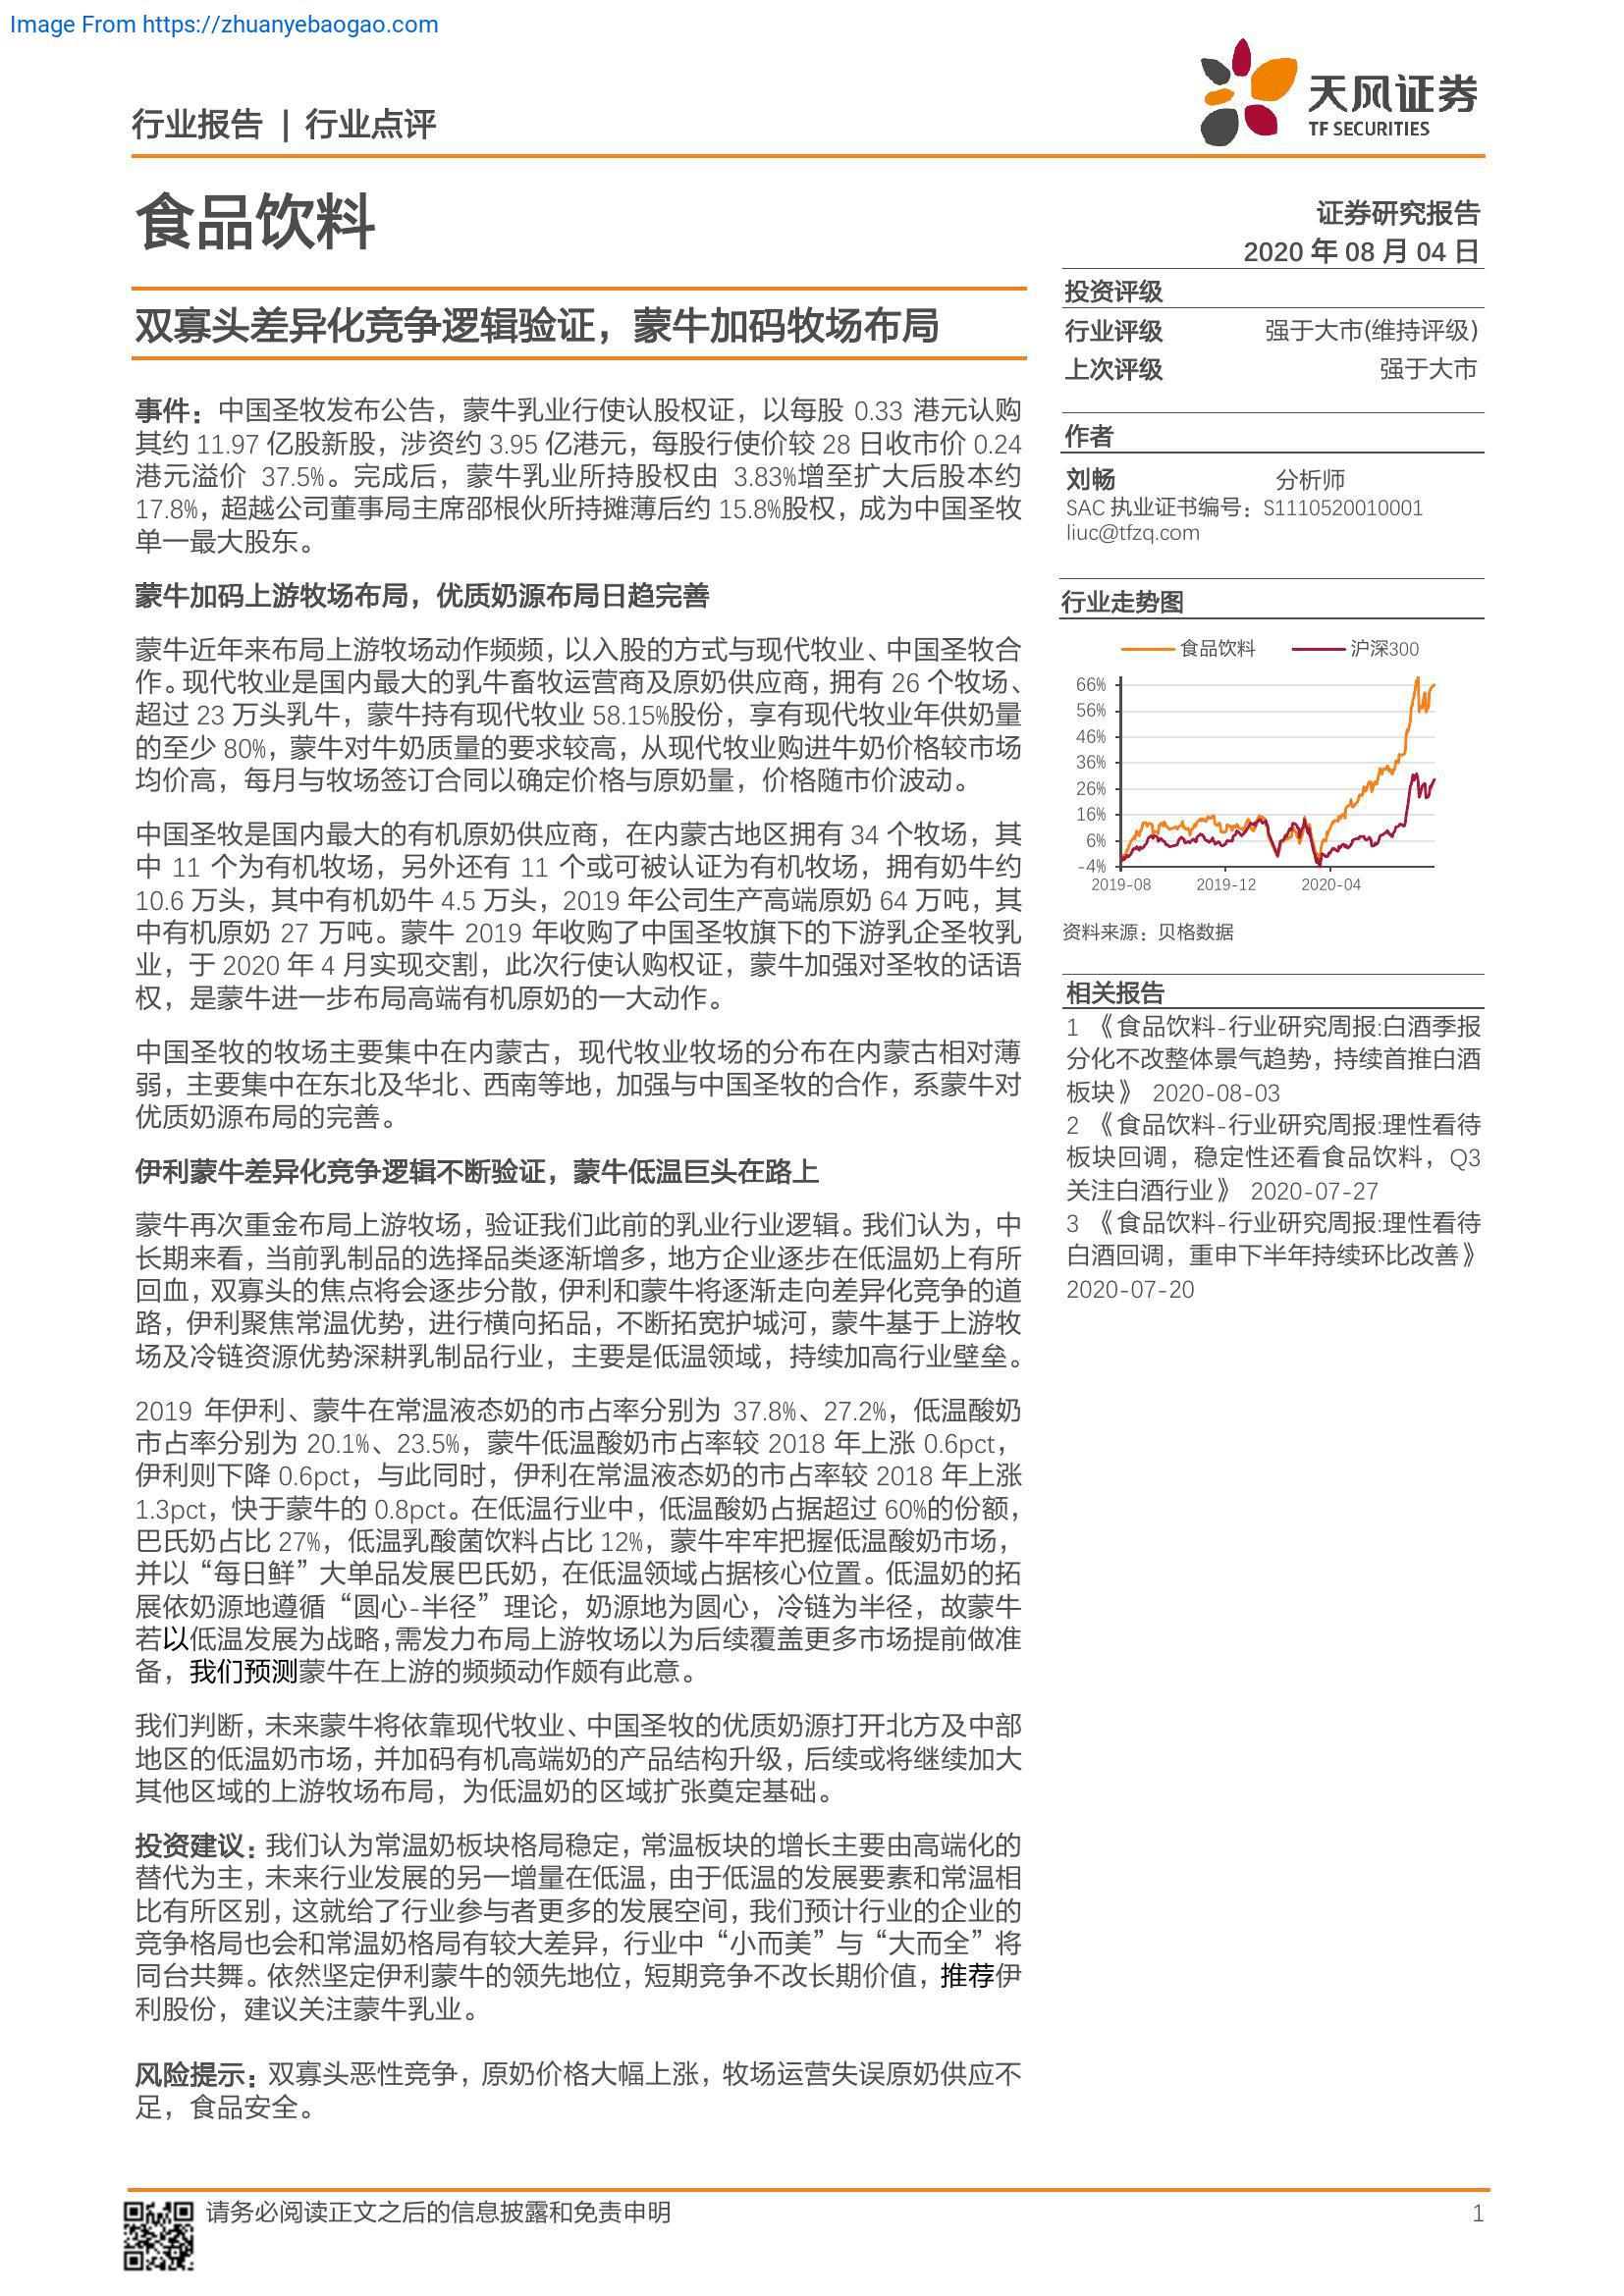 Image From https://zhuanyebaogao.com
行业报告 | 行业点评
天风证券
TF SECURITIES
食品饮料
证券研究报告
2020 年 08 月 04 日
双寡头差异化竞争逻辑验证，蒙牛加码牧场布局
事件：中国圣牧发布公告，蒙牛乳业行使认股权证，以每股 0.33 港元认购
其约 11.97 亿股新股，涉资约 3.95 亿港元，每股行使价较 28 日收市价 0.24
港元溢价 37.5%。完成后，蒙牛乳业所持股权由 3.83%增至扩大后股本约
17.8%，超越公司董事局主席邵根伙所持摊薄后约 15.8%股权，成为中国圣牧
单一最大股东。
蒙牛加码上游牧场布局，优质奶源布局日趋完善
蒙牛近年来布局上游牧场动作频频，以入股的方式与现代牧业、中国圣牧合
作。现代牧业是国内最大的乳牛畜牧运营商及原奶供应商，拥有 26 个牧场、
超过 23 万头乳牛，蒙牛持有现代牧业 58.15%股份，享有现代牧业年供奶量
的至少 80%，蒙牛对牛奶质量的要求较高，从现代牧业购进牛奶价格较市场
均价高，每月与牧场签订合同以确定价格与原奶量，价格随市价波动。
中国圣牧是国内最大的有机原奶供应商，在内蒙古地区拥有 34 个牧场，其
中 11 个为有机牧场，另外还有 11 个或可被认证为有机牧场，拥有奶牛约
10.6 万头，其中有机奶牛 4.5 万头，2019 年公司生产高端原奶 64 万吨，其
中有机原奶 27 万吨。蒙牛 2019 年收购了中国圣牧旗下的下游乳企圣牧乳
业，于 2020 年 4 月实现交割，此次行使认购权证，蒙牛加强对圣牧的话语
权，是蒙牛进一步布局高端有机原奶的一大动作。
中国圣牧的牧场主要集中在内蒙古，现代牧业牧场的分布在内蒙古相对薄
弱，主要集中在东北及华北、西南等地，加强与中国圣牧的合作，系蒙牛对
优质奶源布局的完善。
伊利蒙牛差异化竞争逻辑不断验证，蒙牛低温巨头在路上
蒙牛再次重金布局上游牧场，验证我们此前的乳业行业逻辑。我们认为，中
长期来看，当前乳制品的选择品类逐渐增多，地方企业逐步在低温奶上有所
回血，双寡头的焦点将会逐步分散，伊利和蒙牛将逐渐走向差异化竞争的道
路，伊利聚焦常温优势，进行横向拓品，不断拓宽护城河，蒙牛基于上游牧
场及冷链资源优势深耕乳制品行业，主要是低温领域，持续加高行业壁垒。
2019 年伊利、蒙牛在常温液态奶的市占率分别为 37.8%、27.2%，低温酸奶
市占率分别为 20.1%、23.5%，蒙牛低温酸奶市占率较 2018 年上涨 0.6pct，
伊利则下降 0.6pct，与此同时，伊利在常温液态奶的市占率较 2018 年上涨
1.3pct，快于蒙牛的 0.8pct。在低温行业中，低温酸奶占据超过 60%的份额，
巴氏奶占比 27%，低温乳酸菌饮料占比 12%，蒙牛牢牢把握低温酸奶市场，
并以“每日鲜”大单品发展巴氏奶，在低温领域占据核心位置。低温奶的拓
展依奶源地遵循“圆心-半径”理论，奶源地为圆心，冷链为半径，故蒙牛
若以低温发展为战略，需发力布局上游牧场以为后续覆盖更多市场提前做准
备，我们预测蒙牛在上游的频频动作颇有此意。
我们判断，未来蒙牛将依靠现代牧业、中国圣牧的优质奶源打开北方及中部
地区的低温奶市场，并加码有机高端奶的产品结构升级，后续或将继续加大
其他区域的上游牧场布局，为低温奶的区域扩张奠定基础。
投资建议：我们认为常温奶板块格局稳定，常温板块的增长主要由高端化的
替代为主，未来行业发展的另一增量在低温，由于低温的发展要素和常温相
比有所区别，这就给了行业参与者更多的发展空间，我们预计行业的企业的
竞争格局也会和常温奶格局有较大差异，行业中“小而美”与“大而全”将
同台共舞。依然坚定伊利蒙牛的领先地位，短期竞争不改长期价值，推荐伊
利股份，建议关注蒙牛乳业。
风险提示：双寡头恶性竞争，原奶价格大幅上涨，牧场运营失误原奶供应不
足，食品安全。
投资评级
行业评级 强于大市(维持评级)
上次评级 强于大市
作者
刘畅 分析师
SAC 执业证书编号：S1110520010001
liuc@tfzq.com
行业走势图
食品饮料 沪深300
66%
56%
46%
36%
26%
16%
6%
-4%
2019-08 2019-12 2020-04
资料来源：贝格数据
相关报告
1 《食品饮料-行业研究周报:白酒季报
分化不改整体景气趋势，持续首推白酒
板块》 2020-08-03
2 《食品饮料-行业研究周报:理性看待
板块回调，稳定性还看食品饮料，Q3
关注白酒行业》 2020-07-27
3 《食品饮料-行业研究周报:理性看待
白酒回调，重申下半年持续环比改善》
2020-07-20
请务必阅读正文之后的信息披露和免责申明 1